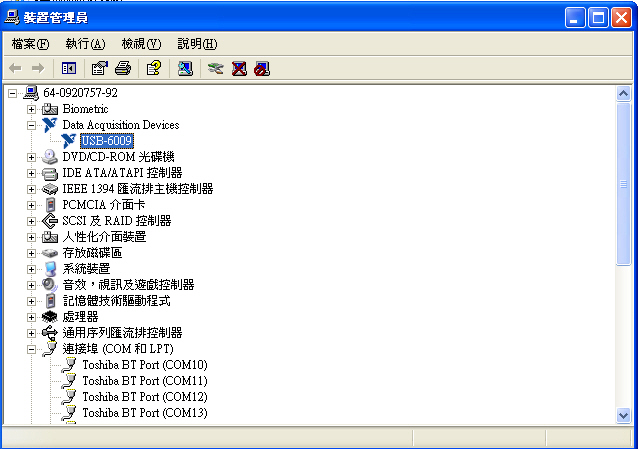 裝置管理員
檔案(F) 執行(A) 檢視(V) 說明(H)
64-0920757-92
Biometric
Data Acquisition Devices
USB-6009
DVD/CD-ROM 光碟機
IDE ATA/ATAPI 控制器
IEEE 1394 匯流排主機控制器
PCMCIA 介面卡
SCSI 及 RAID 控制器
人性化介面裝置
存放磁碟區
系統裝置
音效，視訊及遊戲控制器
記憶體技術驅動程式
處理器
通用序列匯流排控制器
連接埠 (COM 和 LPT)
Toshiba BT Port (COM10)
Toshiba BT Port (COM11)
Toshiba BT Port (COM12)
Toshiba BT Port (COM13)